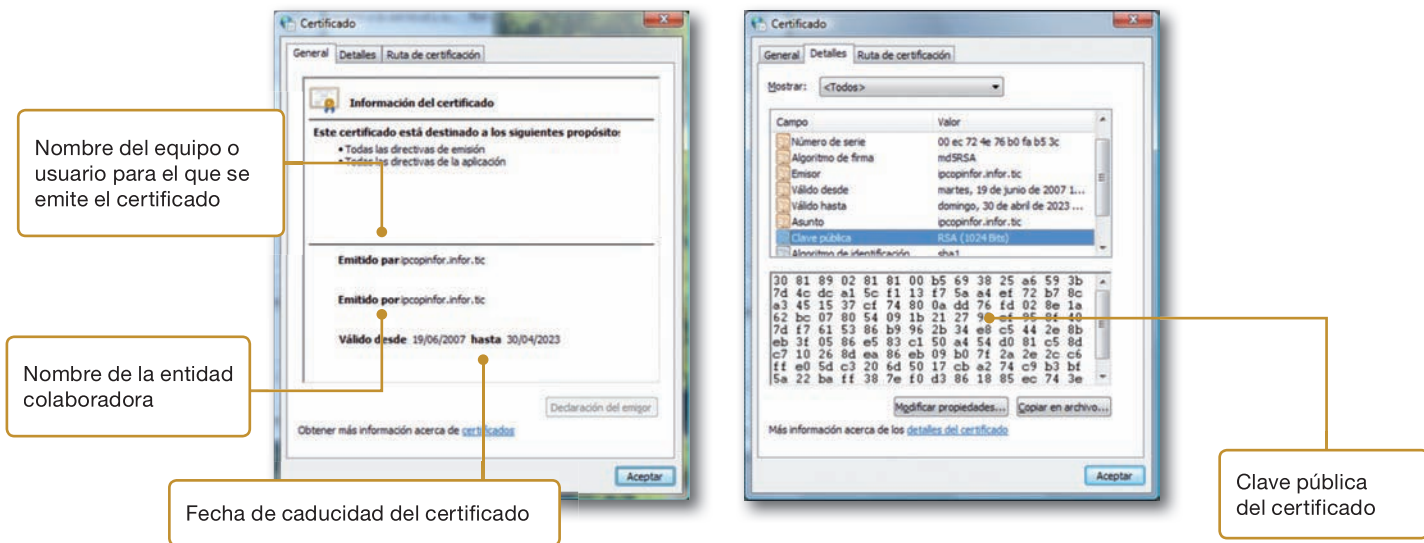 Certificado
General Detalles Ruta de certificación
Información del certificado
Este certificado está destinado a los siguientes propósito:
• Todas las directivas de emisión
• Todas las directivas de la aplicación
Emitido para ipcopinfor.infor.tic
Emitido por ipcopinfor.infor.tic
Válido desde 19/06/2007 hasta 30/04/2023
Declaración del emisor
Obtener más información acerca de certificados
Aceptar
Nombre del equipo o
usuario para el que se
emite el certificado
Nombre de la entidad
colaboradora
Fecha de caducidad del certificado
Certificado
General Detalles Ruta de certificación
Mostrar: <Todos>
Campo Valor
Número de serie 00 ec 72 4e 76 b0 fa b5 3c
Algoritmo de firma md5RSA
Emisor ipcopinfor.infor.tic
Válido desde martes, 19 de junio de 2007 1...
Válido hasta domingo, 30 de abril de 2023 ...
Asunto ipcopinfor.infor.tic
Clave pública RSA (1024 Bits)
Algoritmo de identificación sha1
30 81 89 02 81 81 00 b5 69 38 25 a6 59 3b
7d 4c dc a1 5c f1 13 f7 5a a4 ef 72 b7 8c
a3 45 15 37 cf 74 80 0a dd 76 fd 02 8e 1a
62 bc 07 80 54 09 1b 21 27 ef 95 8f 40
7d f7 61 53 86 b9 96 2b 34 e8 c5 44 2e 8b
eb 3f 05 86 e5 83 c1 50 a4 54 d0 81 c5 8d
c7 10 26 8d ea 86 eb 09 b0 7f 2a 2e 2c c6
ff e0 5d c3 20 6d 50 17 cb a2 74 c9 b3 bf
5a 22 ba ff 38 7e f0 d3 86 18 85 ec 74 3e
Modificar propiedades... Copiar en archivo...
Más información acerca de los detalles del certificado
Aceptar
Clave pública
del certificado